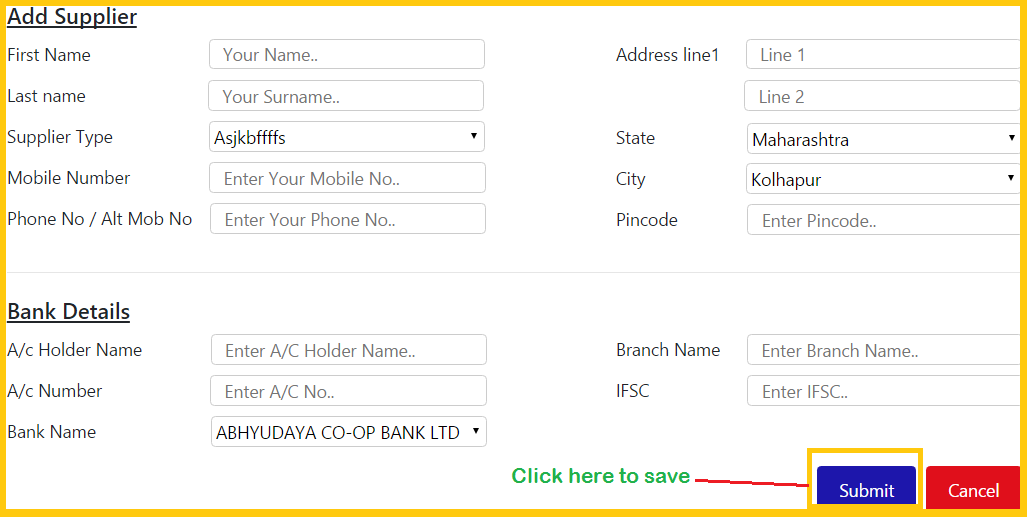 Add Supplier
First Name Your Name.. Address line1 Line 1
Last name Your Surname.. Line 2
Supplier Type Asjkbffffs State Maharashtra
Mobile Number Enter Your Mobile No.. City Kolhapur
Phone No / Alt Mob No Enter Your Phone No.. Pincode Enter Pincode..
Bank Details
A/c Holder Name Enter A/C Holder Name.. Branch Name Enter Branch Name..
A/c Number Enter A/C No.. IFSC Enter IFSC..
Bank Name ABHYUDAYA CO-OP BANK LTD
Click here to save Submit Cancel